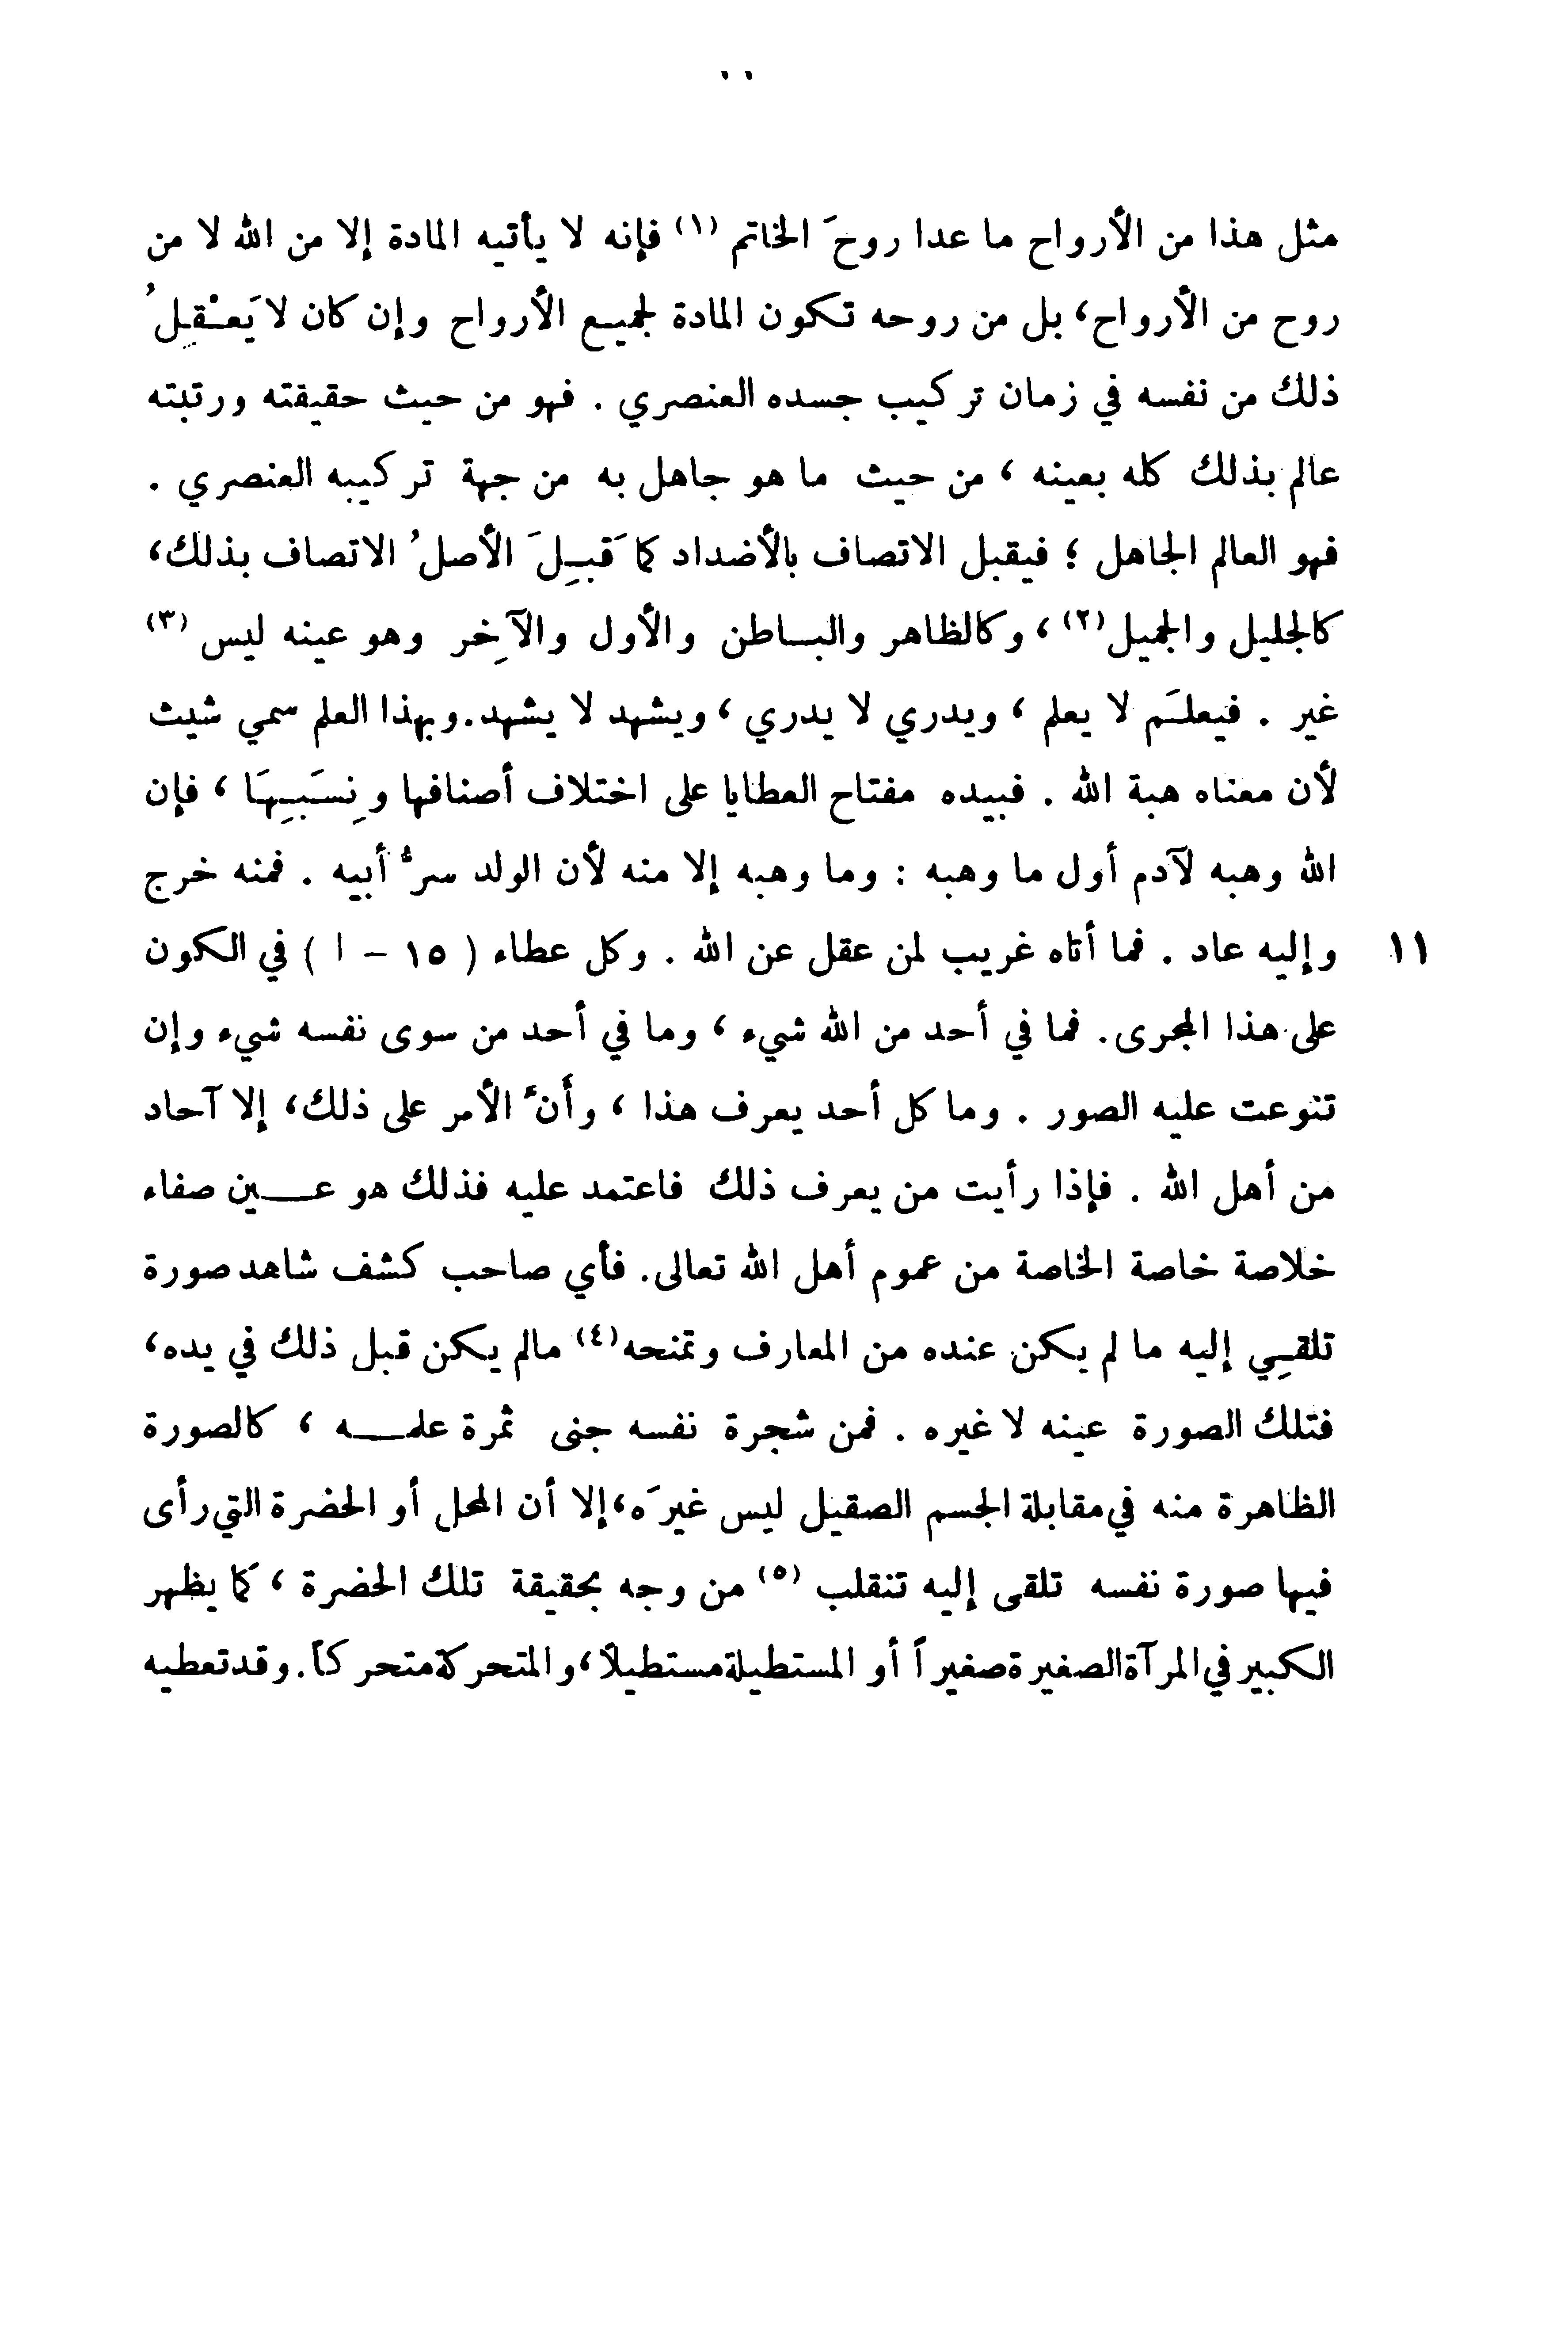 مثل هذا من الأرواح ما عدا روحَ الخاتم (١) فإنه لا يأتيه المادة إلا من الله لا من
روح من الأرواح، بل من روحه تكون المادة لجميع الأرواح وإن كان لا يَعْقِلُ
ذلك من نفسه في زمان تركيب جسده العنصري . فهو من حيث حقيقته ورتبته
عالم بذلك كله بعينه ، من حيث ما هو جاهل به من جهة تركيبه العنصري .
فهو العالم الجاهل ؛ فيقبل الاتصاف بالأضداد كما قَبِلَ الأصلُ الاتصاف بذلك،
كالجليل والجميل(٢) ، وكالظاهر والباطن والأول والآخِر وهو عينه ليس (٣)
غير . فيعلَم لا يعلم ، ويدري لا يدري ، ويشهد لا يشهد. وبهذا العلم سمي شيث
لأن معناه هبة الله . فبيده مفتاح العطايا على اختلاف أصنافها ونِسَبِهَا ، فإن
الله وهبه لآدم أول ما وهبه : وما وهبه إلا منه لأن الولد سرُّ أبيه . فمنه خرج
١١ وإليه عاد . فما أتاه غريب لمن عقل عن الله . وكل عطاء ( ١٥ - ا ) في الكون
على هذا المجرى. فما في أحد من الله شيء ، وما في أحد من سوى نفسه شيء وإن
تنوعت عليه الصور . وما كل أحد يعرف هذا ، وأَنَّ الأمر على ذلك، إلا آحاد
من أهل الله . فإذا رأيت من يعرف ذلك فاعتمد عليه فذلك هو عـــين صفاء
خلاصة خاصة الخاصة من عموم أهل الله تعالى. فأي صاحب كشف شاهد صورة
تلقِي إليه ما لم يكن عنده من المعارف وتمنحه(٤) مالم يكن قبل ذلك في يده،
فتلك الصورة عينه لا غيره . فمن شجرة نفسه جنى ثمرة علمـــه ، كالصورة
الظاهرة منه في مقابلة الجسم الصقيل ليس غيرَه، إلا أن المحل أو الحضرة التي رأى
فيها صورة نفسه تلقى إليه تنقلب (٥) من وجه بحقيقة تلك الحضرة ، كما يظهر
الكبير في المرآة الصغيرة صغيراً أو المستطيلة مستطيلاً، والمتحركة متحركاً. وقد تعطيه